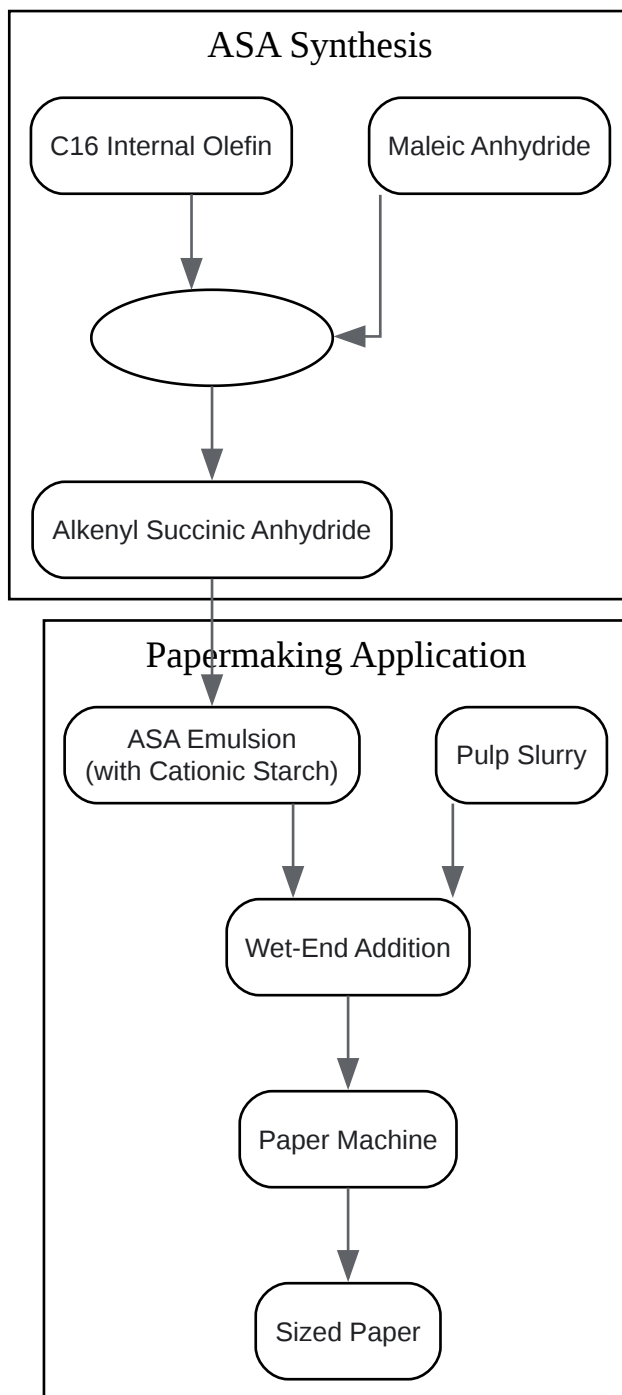 ASA Synthesis
C16 Internal Olefin
Maleic Anhydride
Alkenyl Succinic Anhydride
Papermaking Application
ASA Emulsion
(with Cationic Starch)
Pulp Slurry
Wet-End Addition
Paper Machine
Sized Paper